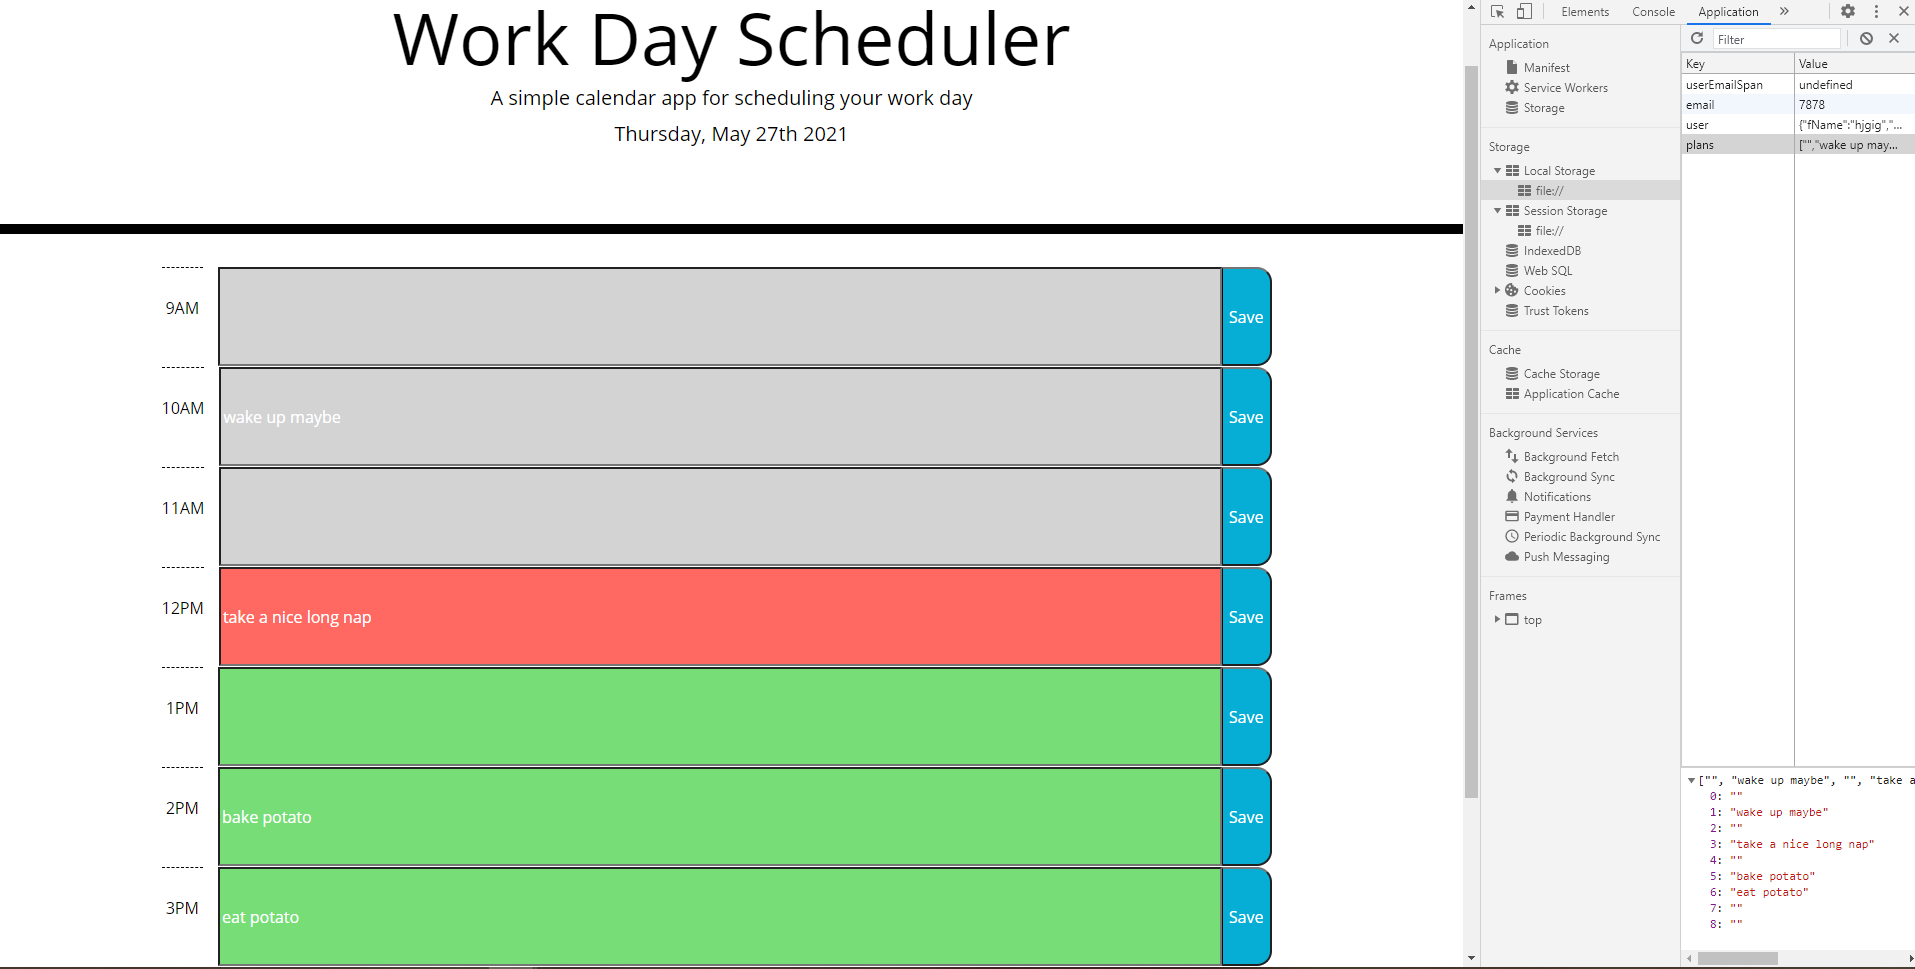 Work Day Scheduler
A simple calendar app for scheduling your work day
Thursday, May 27th 2021
9AM
Save
10AM
wake up maybe
Save
11AM
Save
12PM
take a nice long nap
Save
1PM
Save
2PM
bake potato
Save
3PM
eat potato
Save
Elements Console Application »
Application
Manifest
Service Workers
Storage
Storage
Local Storage
file://
Session Storage
file://
IndexedDB
Web SQL
Cookies
Trust Tokens
Cache
Cache Storage
Application Cache
Background Services
Background Fetch
Background Sync
Notifications
Payment Handler
Periodic Background Sync
Push Messaging
Frames
top
Filter
Key Value
userEmailSpan undefined
email 7878
user {"fName":"hjgig","...
plans ["","wake up may...
["", "wake up maybe", "", "take a
0: ""
1: "wake up maybe"
2: ""
3: "take a nice long nap"
4: ""
5: "bake potato"
6: "eat potato"
7: ""
8: ""